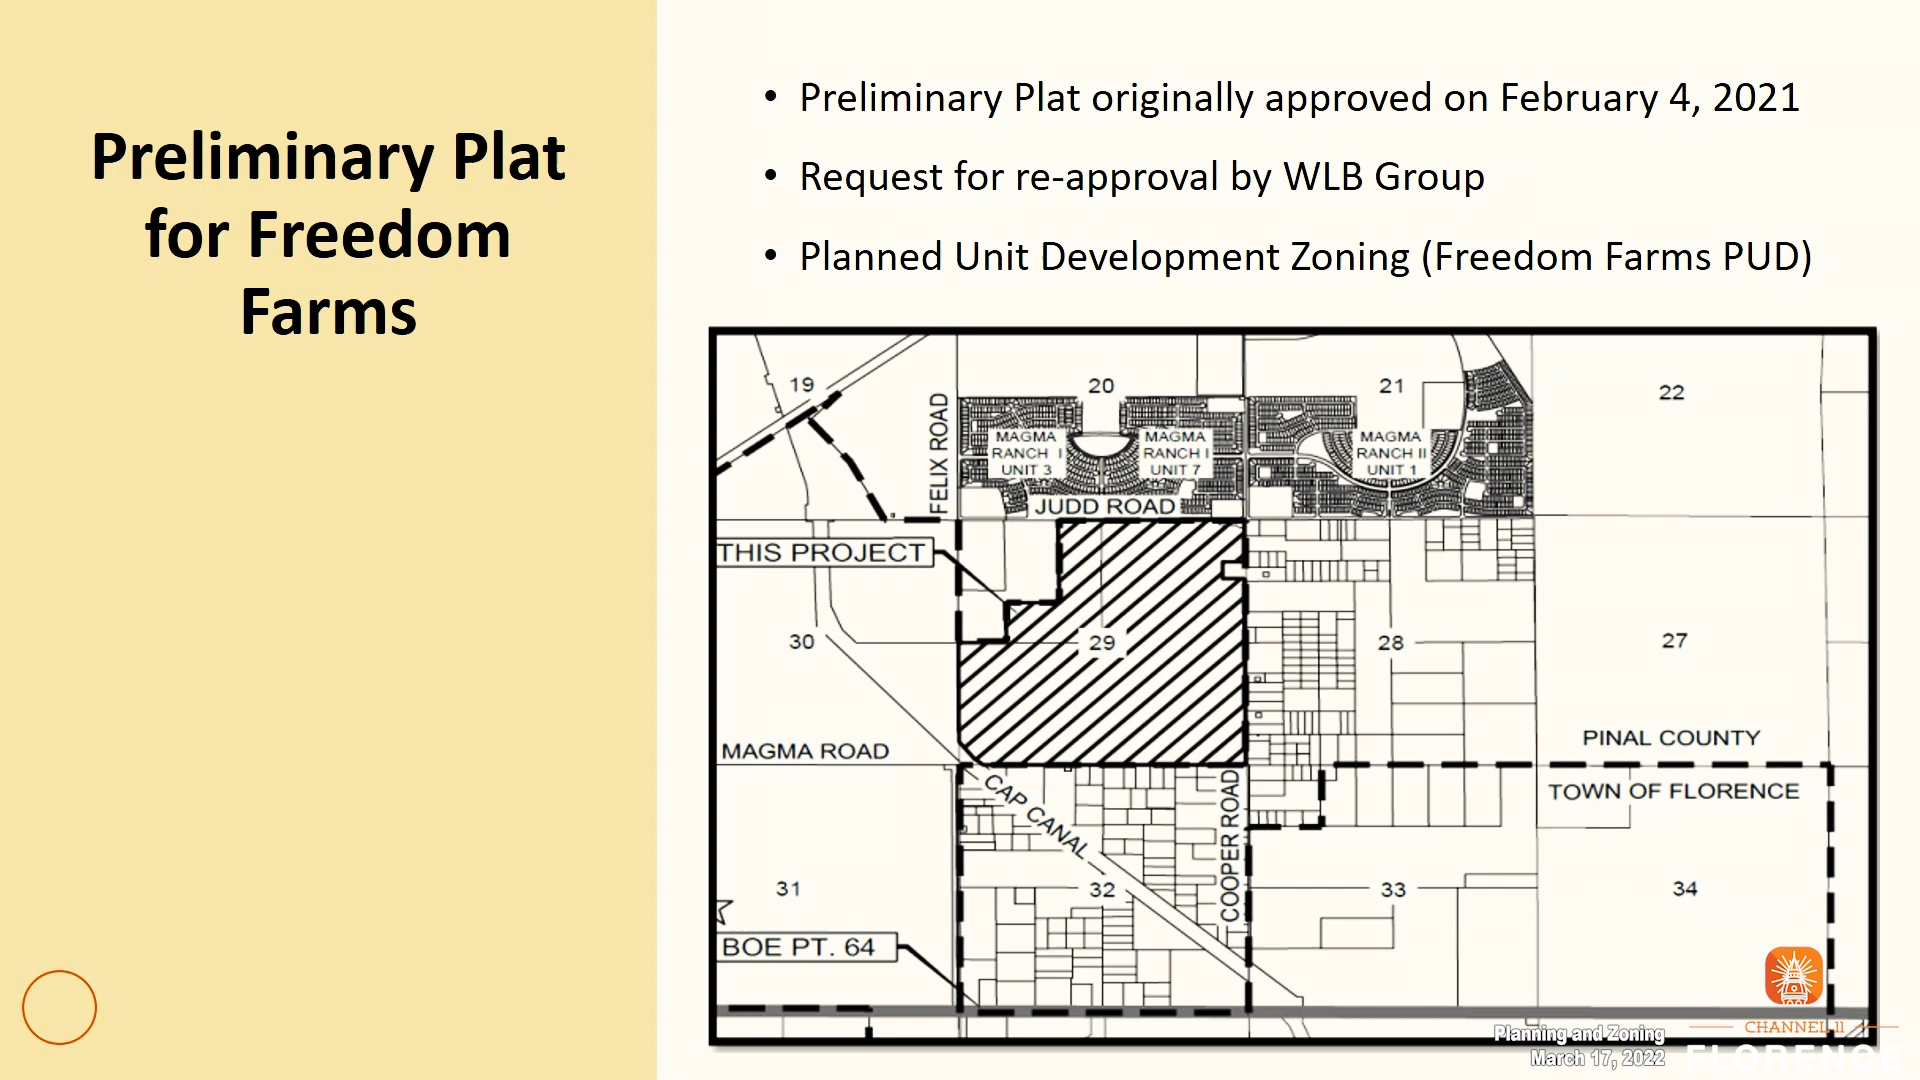 Preliminary Plat
for Freedom
Farms
• Preliminary Plat originally approved on February 4, 2021
• Request for re-approval by WLB Group
• Planned Unit Development Zoning (Freedom Farms PUD)
19
20
21
22
FELIX ROAD
MAGMA
RANCH I
UNIT 3
MAGMA
RANCH I
UNIT 7
MAGMA
RANCH II
UNIT 1
JUDD ROAD
THIS PROJECT
30
29
28
27
MAGMA ROAD
PINAL COUNTY
TOWN OF FLORENCE
CAP CANAL
COOPER ROAD
31
32
33
34
BOE PT. 64
Planning and Zoning
March 17, 2022
CHANNEL 11
FLORENCE